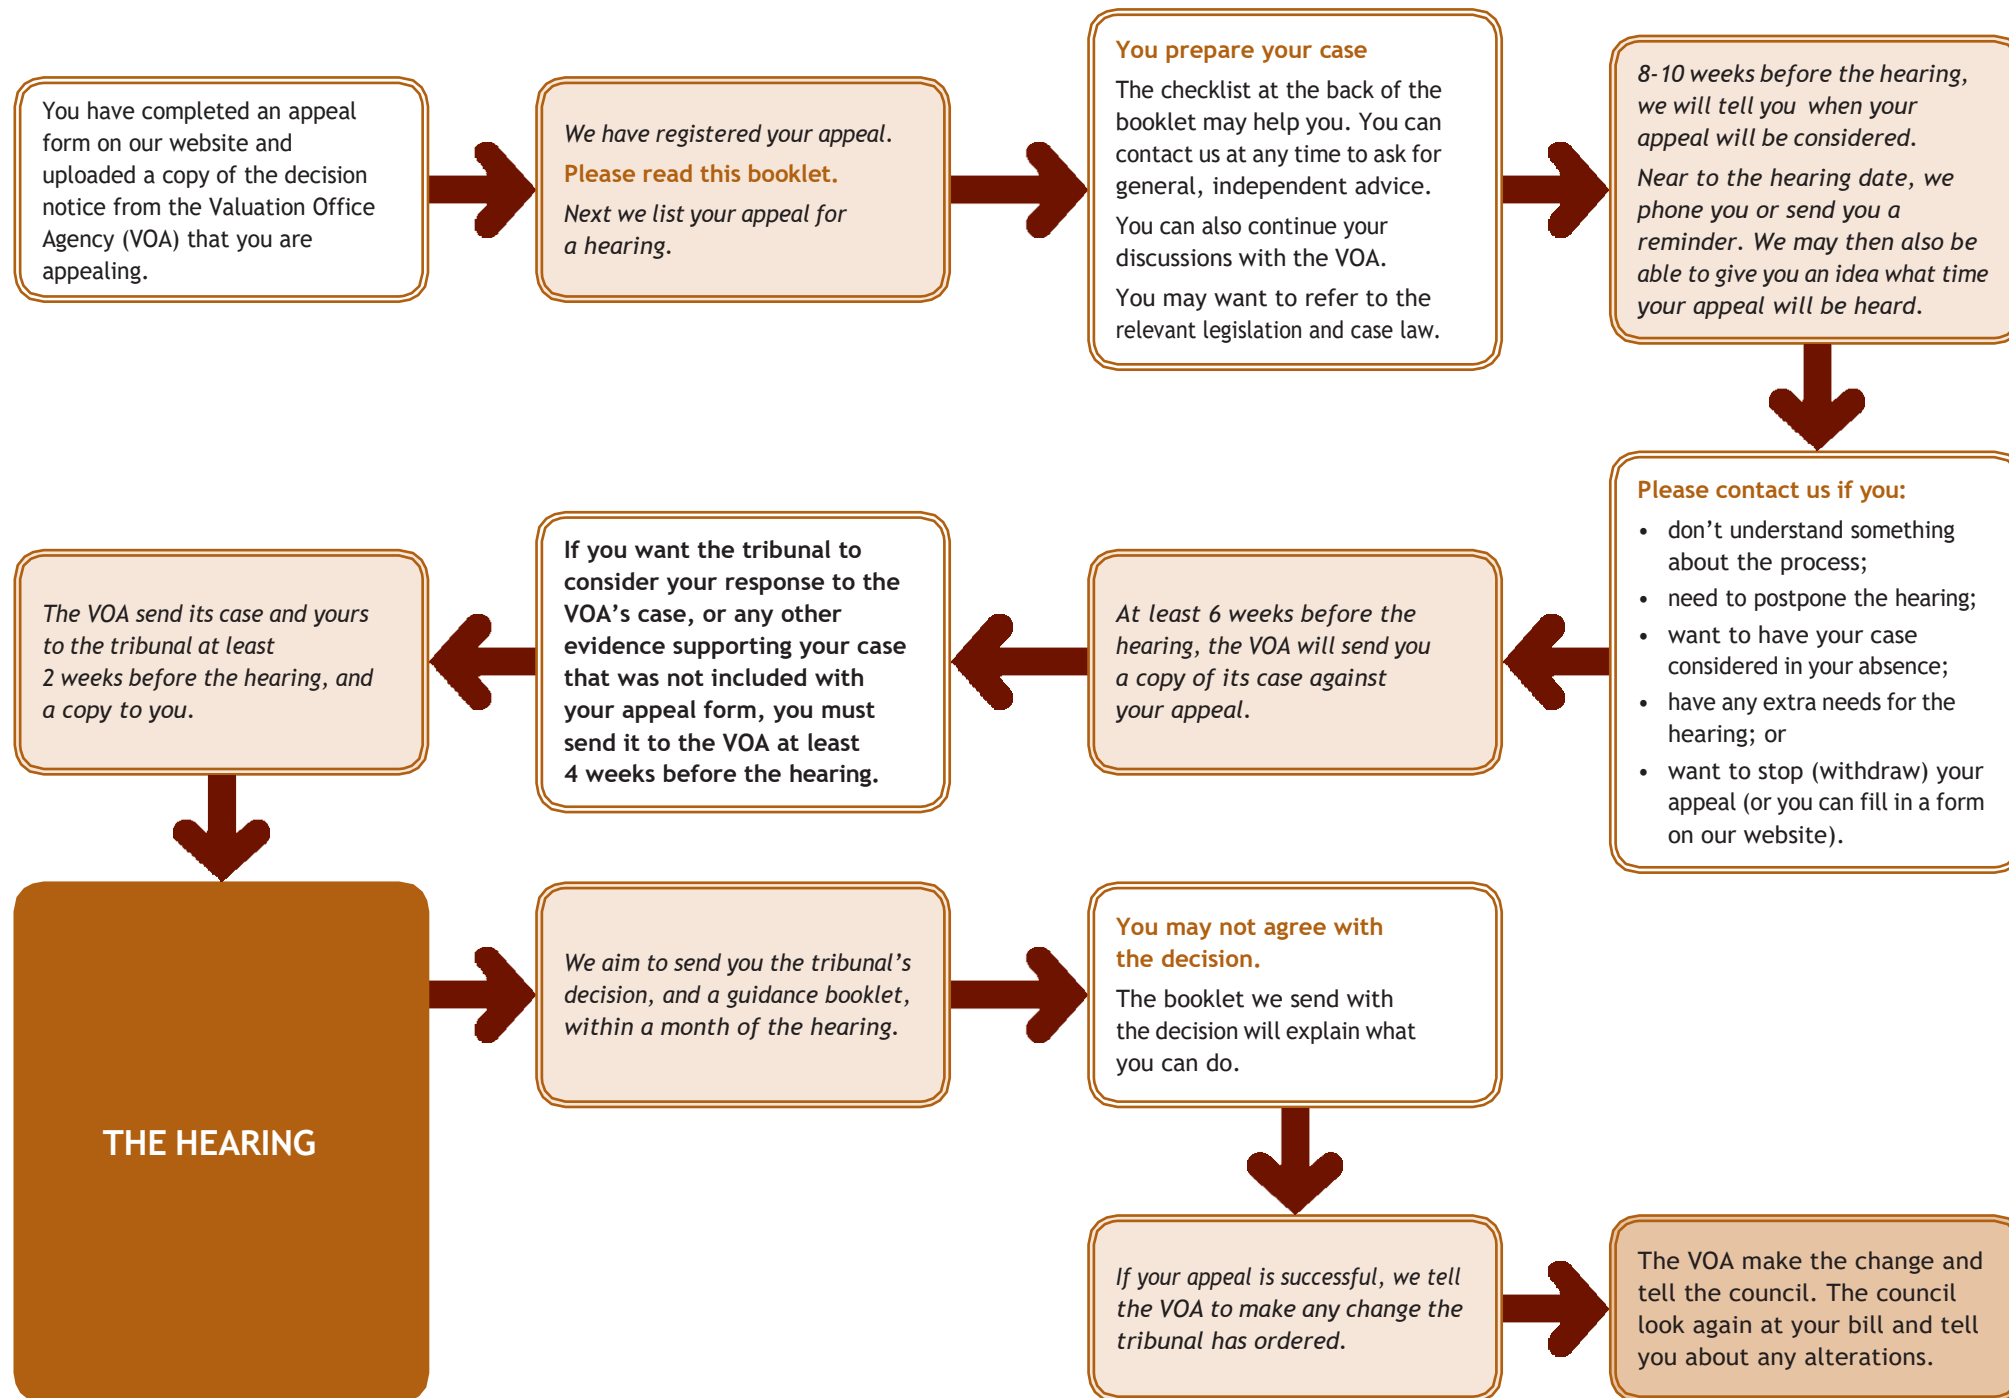 You have completed an appeal
form on our website and
uploaded a copy of the decision
notice from the Valuation Office
Agency (VOA) that you are
appealing.
We have registered your appeal.
Please read this booklet.
Next we list your appeal for
a hearing.
You prepare your case
The checklist at the back of the
booklet may help you. You can
contact us at any time to ask for
general, independent advice.
You can also continue your
discussions with the VOA.
You may want to refer to the
relevant legislation and case law.
8-10 weeks before the hearing,
we will tell you when your
appeal will be considered.
Near to the hearing date, we
phone you or send you a
reminder. We may then also be
able to give you an idea what time
your appeal will be heard.
Please contact us if you:
• don’t understand something
about the process;
• need to postpone the hearing;
• want to have your case
considered in your absence;
• have any extra needs for the
hearing; or
• want to stop (withdraw) your
appeal (or you can fill in a form
on our website).
At least 6 weeks before the
hearing, the VOA will send you
a copy of its case against
your appeal.
If you want the tribunal to
consider your response to the
VOA’s case, or any other
evidence supporting your case
that was not included with
your appeal form, you must
send it to the VOA at least
4 weeks before the hearing.
The VOA send its case and yours
to the tribunal at least
2 weeks before the hearing, and
a copy to you.
THE HEARING
We aim to send you the tribunal’s
decision, and a guidance booklet,
within a month of the hearing.
You may not agree with
the decision.
The booklet we send with
the decision will explain what
you can do.
If your appeal is successful, we tell
the VOA to make any change the
tribunal has ordered.
The VOA make the change and
tell the council. The council
look again at your bill and tell
you about any alterations.